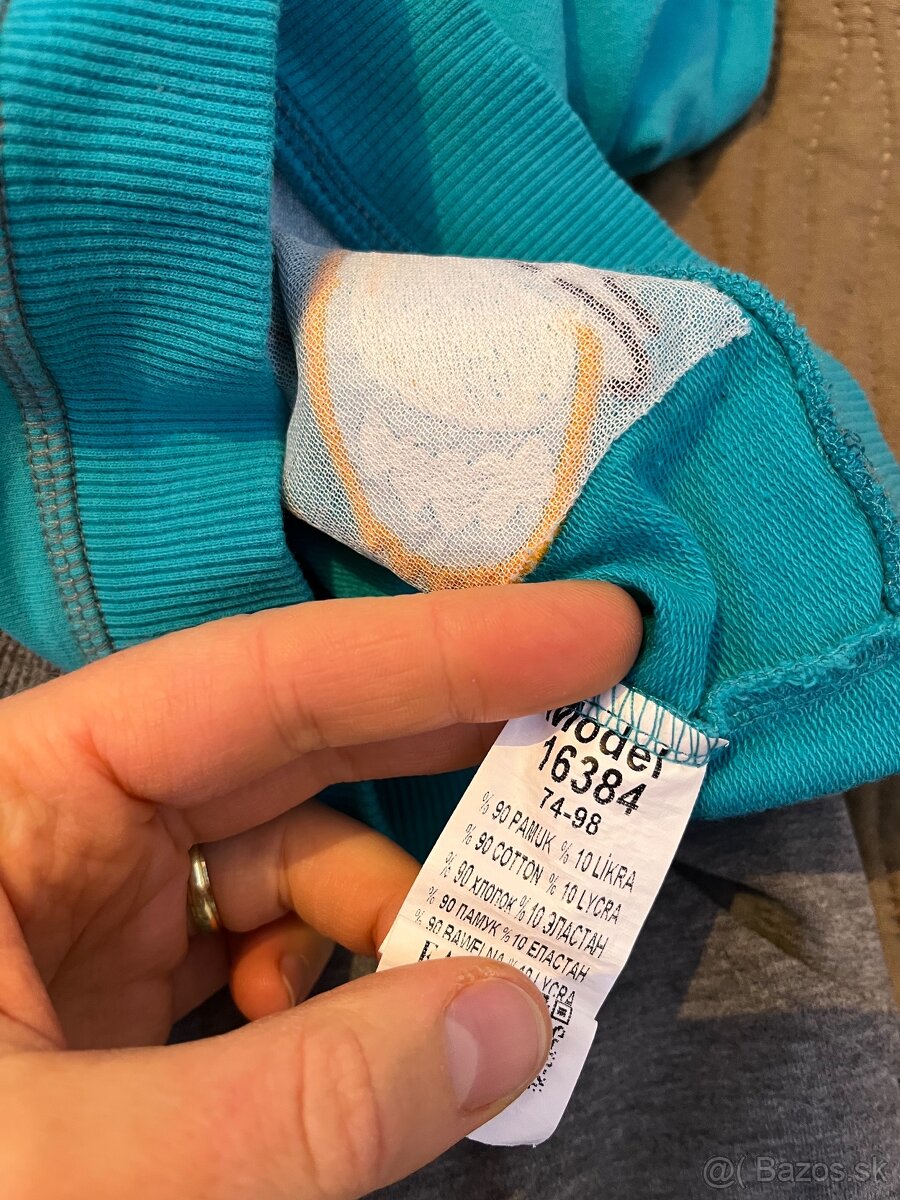 Model
16384
74-98
% 90 PAMUK % 10 LİKRA
% 90 COTTON % 10 LYCRA
% 90 ХЛОПОК % 10 ЭЛАСТАН
% 90 ПАМУК % 10 ЕЛАСТАН
% 90 BAWEŁNA % 10 LYCRA
@( Bazos.sk